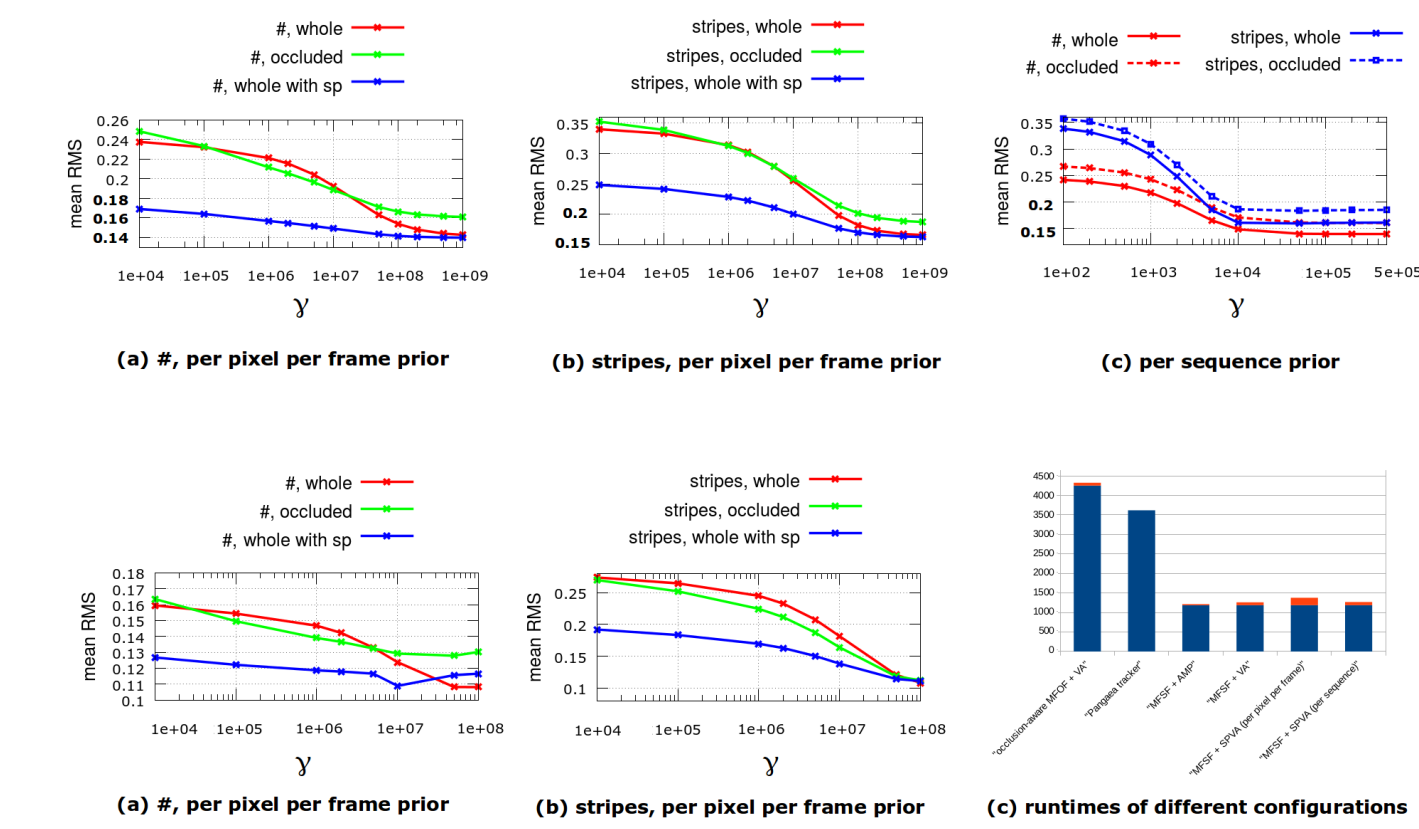 #, whole
#, occluded
#, whole with sp
0.26
0.24
0.22
0.2
0.18
0.16
0.14
mean RMS
1e+04 1e+05 1e+06 1e+07 1e+08 1e+09
γ
(a) #, per pixel per frame prior
stripes, whole
stripes, occluded
stripes, whole with sp
0.35
0.3
0.25
0.2
0.15
mean RMS
1e+04 1e+05 1e+06 1e+07 1e+08 1e+09
γ
(b) stripes, per pixel per frame prior
#, whole
#, occluded
stripes, whole
stripes, occluded
0.35
0.3
0.25
0.2
0.15
mean RMS
1e+02 1e+03 1e+04 1e+05 5e+05
γ
(c) per sequence prior
#, whole
#, occluded
#, whole with sp
0.18
0.17
0.16
0.15
0.14
0.13
0.12
0.11
0.1
mean RMS
1e+04 1e+05 1e+06 1e+07 1e+08
γ
(a) #, per pixel per frame prior
stripes, whole
stripes, occluded
stripes, whole with sp
0.25
0.2
0.15
0.1
mean RMS
1e+04 1e+05 1e+06 1e+07 1e+08
γ
(b) stripes, per pixel per frame prior
4500
4000
3500
3000
2500
2000
1500
1000
500
0
"occlusion-aware MFOF + VA"
"Pangaea tracker"
"MFSF + AMP"
"MFSF + VA"
"MFSF + SPVA (per pixel per frame)"
"MFSF + SPVA (per sequence)"
(c) runtimes of different configurations